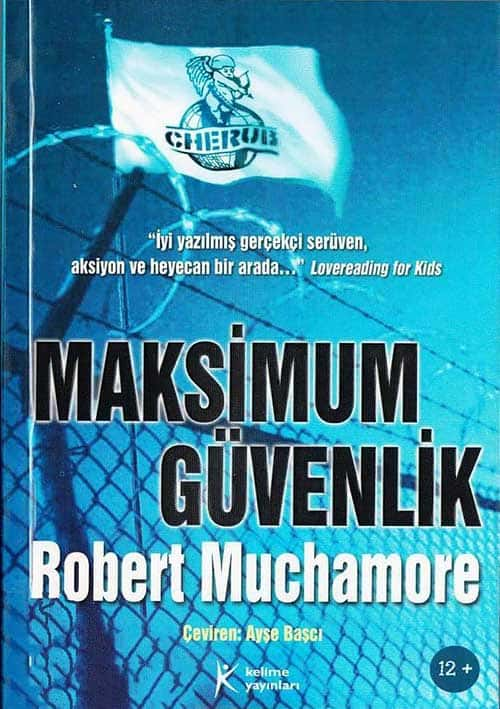 CHERUB
"İyi yazılmış gerçekçi serüven,
aksiyon ve heyecan bir arada..." Lovereading for Kids
MAKSİMUM
GÜVENLİK
Robert Muchamore
Çeviren: Ayşe Başcı
kelime
yayınları
12 +